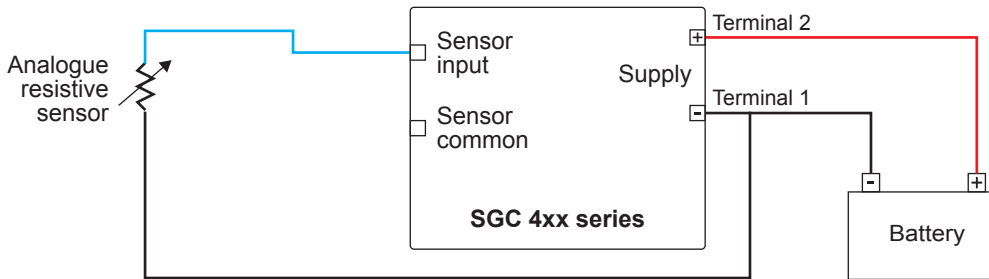 Analogue
resistive
sensor
Sensor
input
Sensor
common
SGC 4xx series
+
Supply
-
Terminal 2
Terminal 1
-
+
Battery